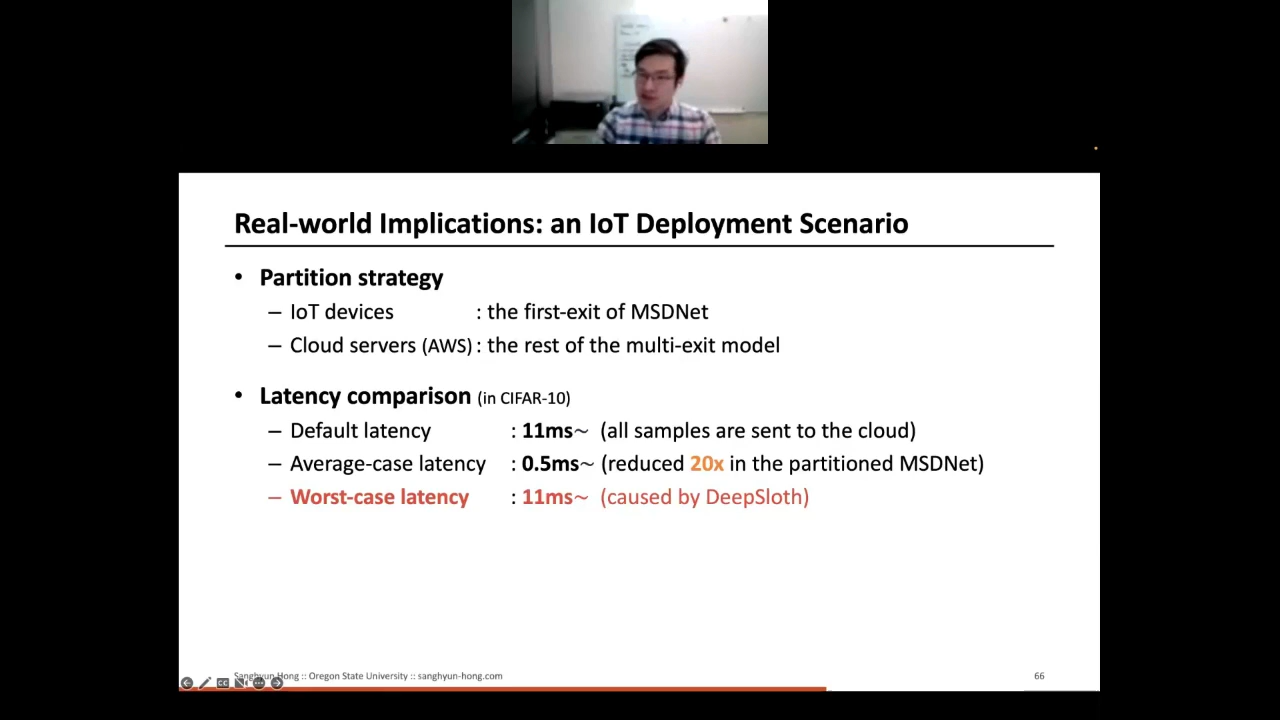 Real-world Implications: an IoT Deployment Scenario
• Partition strategy
– IoT devices : the first-exit of MSDNet
– Cloud servers (AWS) : the rest of the multi-exit model
• Latency comparison (in CIFAR-10)
– Default latency : 11ms~ (all samples are sent to the cloud)
– Average-case latency : 0.5ms~ (reduced 20x in the partitioned MSDNet)
– Worst-case latency : 11ms~ (caused by DeepSloth)
Sanghyun Hong :: Oregon State University :: sanghyun-hong.com
66